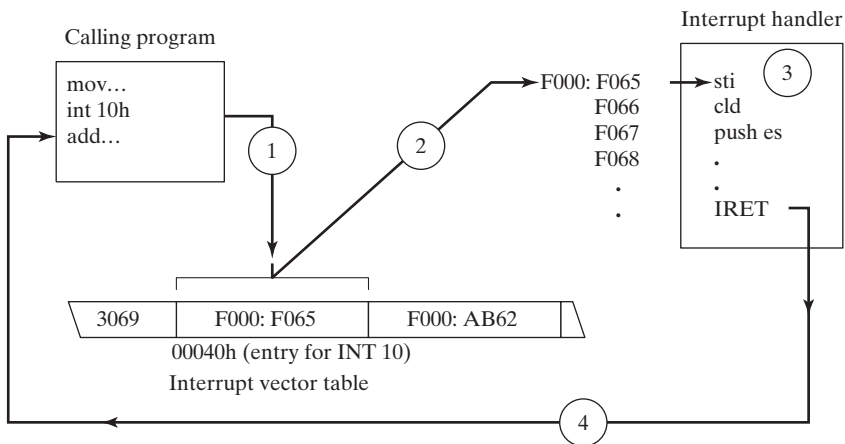 Calling program
mov…
int 10h
add…
1
2
F000: F065
F066
F067
F068
.
.
Interrupt handler
3
sti
cld
push es
.
.
IRET
3069
F000: F065
F000: AB62
00040h (entry for INT 10)
Interrupt vector table
4